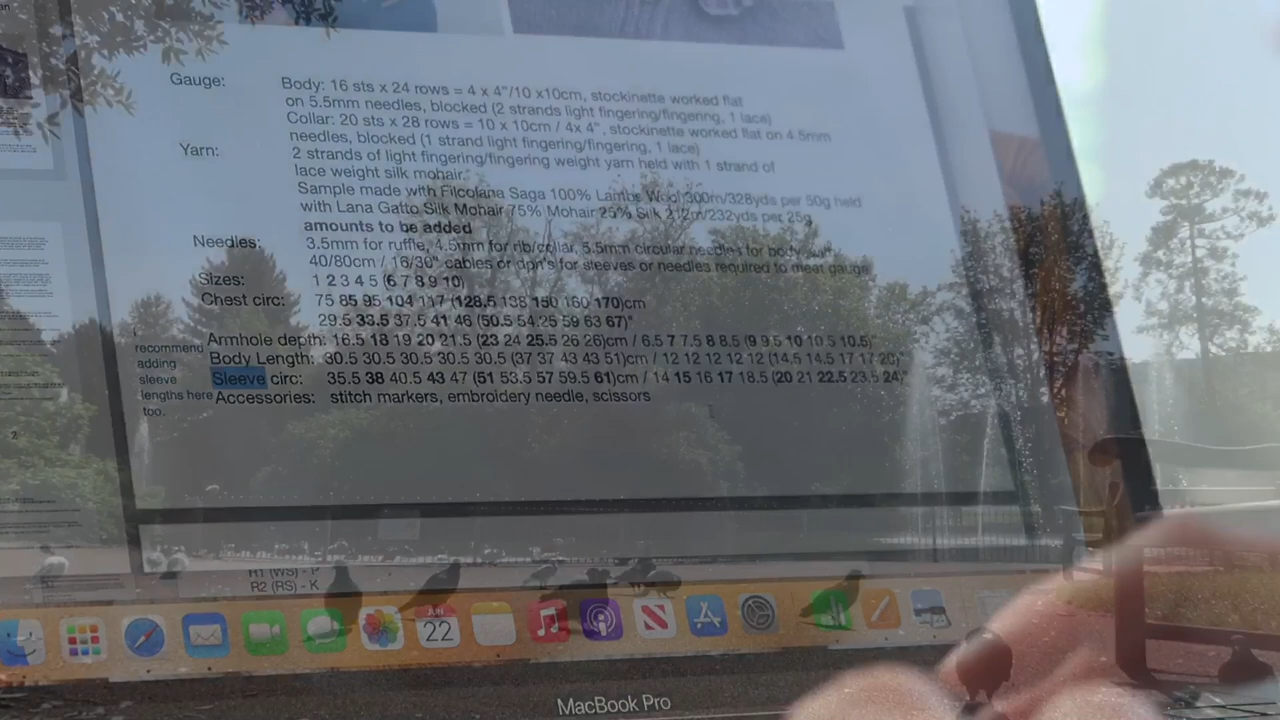 Gauge: Body: 16 sts x 24 rows = 4 x 4"/10 x10cm, stockinette worked flat
on 5.5mm needles, blocked (2 strands light fingering/fingering, 1 lace)
Collar: 20 sts x 28 rows = 10 x 10cm / 4x 4", stockinette worked flat on 4.5mm
needles, blocked (1 strand light fingering/fingering, 1 lace)
Yarn: 2 strands of light fingering/fingering weight yarn held with 1 strand of
lace weight silk mohair.
Sample made with Filcolana Saga 100% Lambs Wool 300m/328yds per 50g held
with Lana Gatto Silk Mohair 75% Mohair 25% Silk 212m/232yds per 25g
amounts to be added
Needles: 3.5mm for ruffle, 4.5mm for rib/collar, 5.5mm circular needles for body with
40/80cm / 16/30" cables or dpn's for sleeves or needles required to meat gauge
Sizes: 1 2 3 4 5 (6 7 8 9 10)
Chest circ: 75 85 95 104 117 (128.5 138 150 160 170)cm
29.5 33.5 37.5 41 46 (50.5 54.25 59 63 67)"
Armhole depth: 16.5 18 19 20 21.5 (23 24 25.5 26 26)cm / 6.5 7 7.5 8 8.5 (9 9.5 10 10.5 10.5)"
Body Length: 30.5 30.5 30.5 30.5 30.5 (37 37 43 43 51)cm / 12 12 12 12 12 (14.5 14.5 17 17 20)"
Sleeve circ: 35.5 38 40.5 43 47 (51 53.5 57 59.5 61)cm / 14 15 16 17 18.5 (20 21 22.5 23.5 24)"
Accessories: stitch markers, embroidery needle, scissors
recommend
adding
sleeve
lengths here
too.
2
R1 (WS) - P
R2 (RS) - K
JUN
22
MacBook Pro